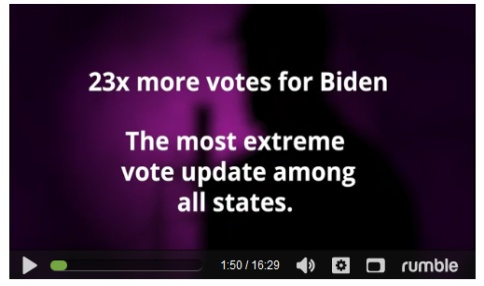 23x more votes for Biden
The most extreme
vote update among
all states.
1:50 / 16:29
rumble